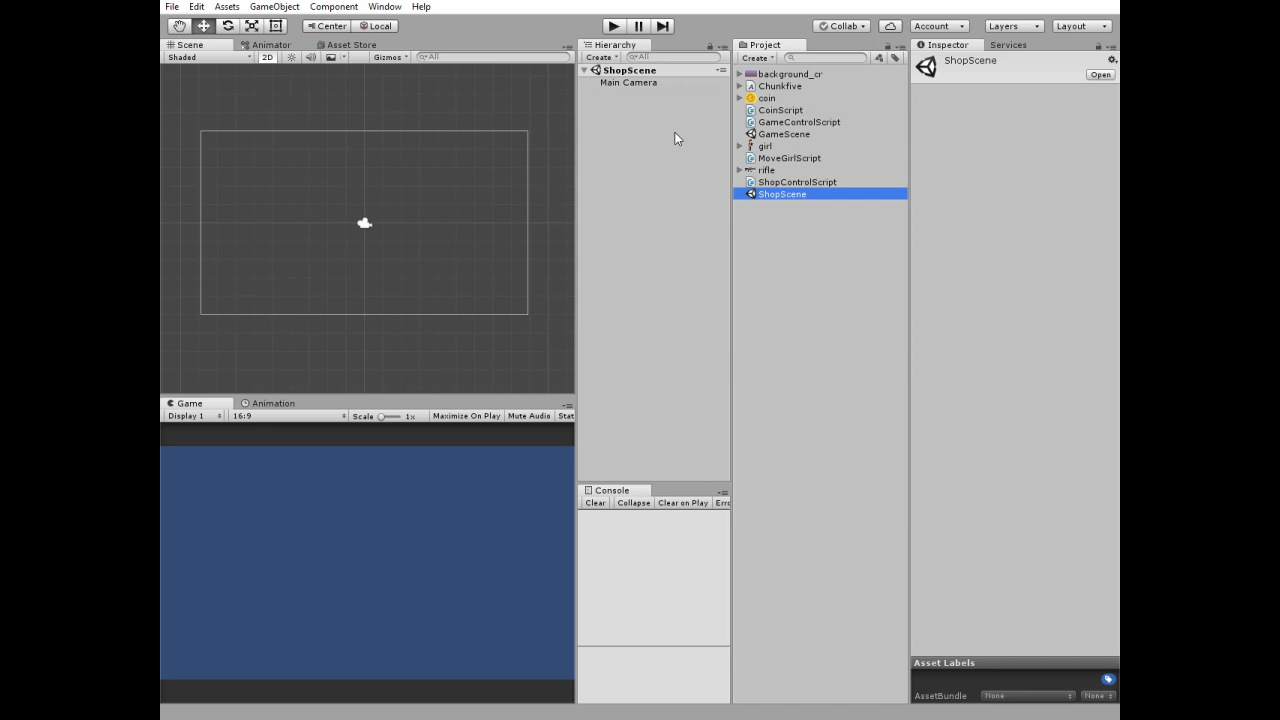 File Edit Assets GameObject Component Window Help
Center Local Collab Account Layers Layout
Scene Animator Asset Store
Shaded 2D Gizmos All
Hierarchy
Create All
ShopScene
Main Camera
Project
Create
background_cr
Chunkfive
coin
CoinScript
GameControlScript
GameScene
girl
MoveGirlScript
rifle
ShopControlScript
ShopScene
Inspector Services
ShopScene
Open
Game Animation
Display 1 16:9 Scale 1x Maximize On Play Mute Audio Stat
Console
Clear Collapse Clear on Play Erro
Asset Labels
AssetBundle None None